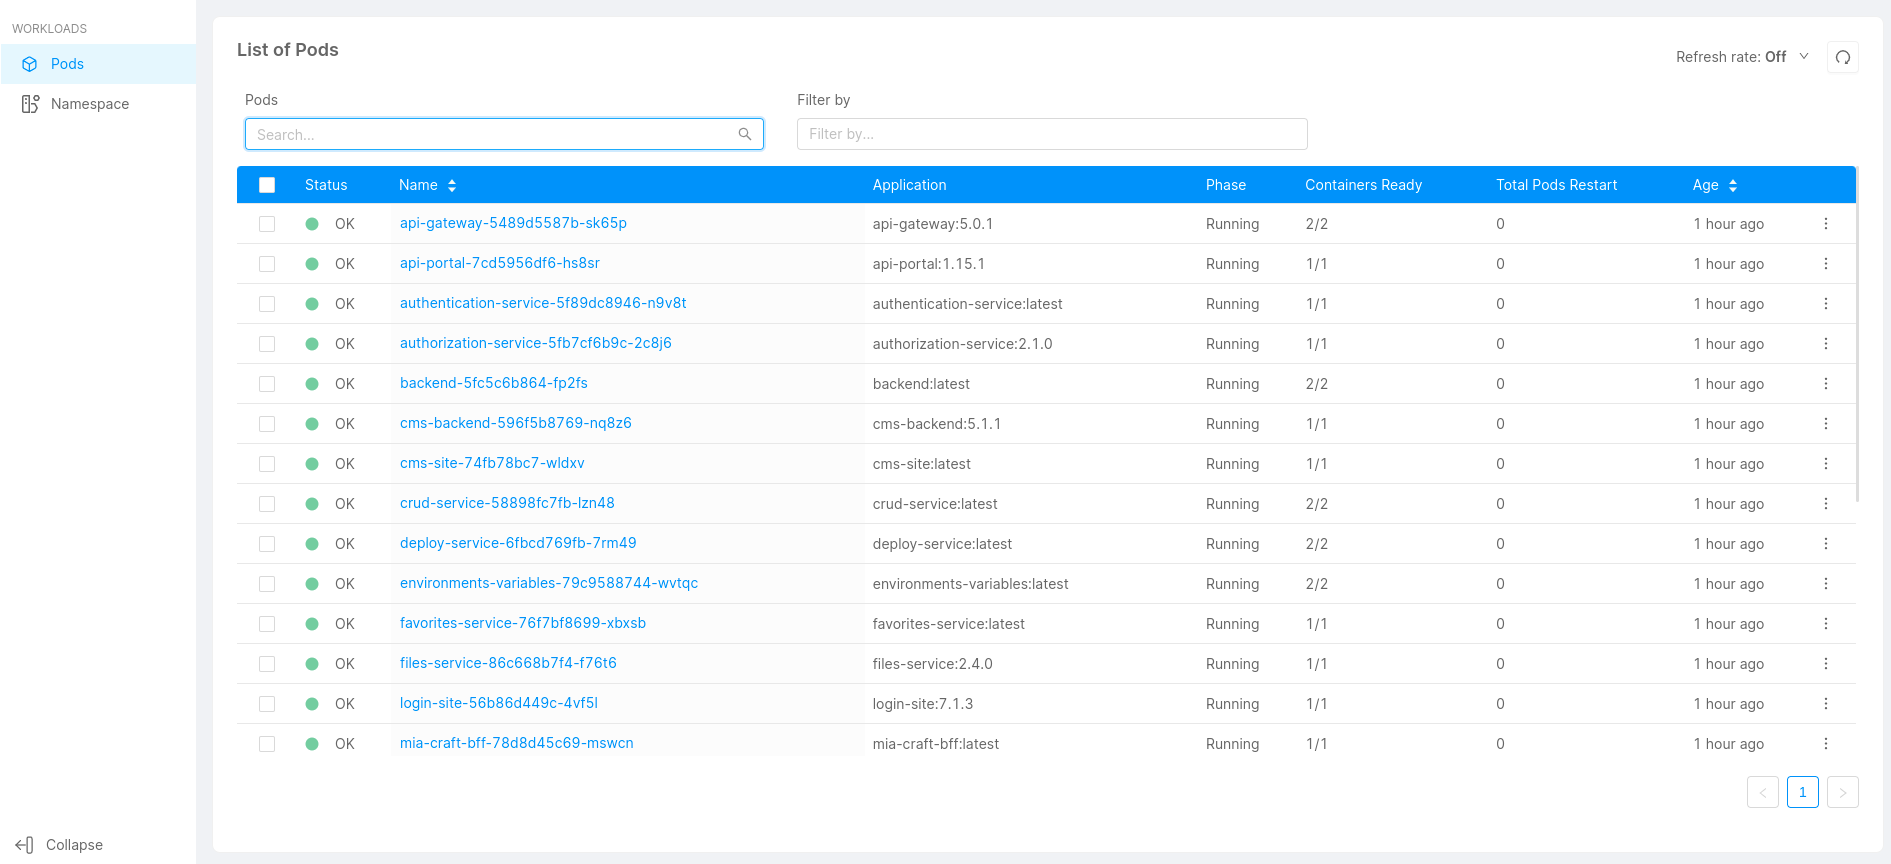 WORKLOADS
Pods
Namespace
Collapse
List of Pods
Refresh rate: Off
Pods
Filter by
Search...
Filter by...
Status Name Application Phase Containers Ready Total Pods Restart Age
OK api-gateway-5489d5587b-sk65p api-gateway:5.0.1 Running 2/2 0 1 hour ago
OK api-portal-7cd5956df6-hs8sr api-portal:1.15.1 Running 1/1 0 1 hour ago
OK authentication-service-5f89dc8946-n9v8t authentication-service:latest Running 1/1 0 1 hour ago
OK authorization-service-5fb7cf6b9c-2c8j6 authorization-service:2.1.0 Running 1/1 0 1 hour ago
OK backend-5fc5c6b864-fp2fs backend:latest Running 2/2 0 1 hour ago
OK cms-backend-596f5b8769-nq8z6 cms-backend:5.1.1 Running 1/1 0 1 hour ago
OK cms-site-74fb78bc7-wldxv cms-site:latest Running 1/1 0 1 hour ago
OK crud-service-58898fc7fb-lzn48 crud-service:latest Running 2/2 0 1 hour ago
OK deploy-service-6fbcd769fb-7rm49 deploy-service:latest Running 2/2 0 1 hour ago
OK environments-variables-79c9588744-wvtqc environments-variables:latest Running 2/2 0 1 hour ago
OK favorites-service-76f7bf8699-xbxsb favorites-service:latest Running 1/1 0 1 hour ago
OK files-service-86c668b7f4-f76t6 files-service:2.4.0 Running 1/1 0 1 hour ago
OK login-site-56b86d449c-4vf5l login-site:7.1.3 Running 1/1 0 1 hour ago
OK mia-craft-bff-78d8d45c69-mswcn mia-craft-bff:latest Running 1/1 0 1 hour ago
< 1 >